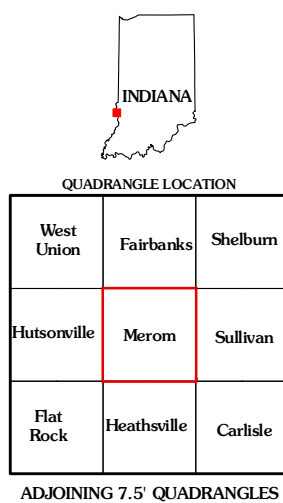 INDIANA
QUADRANGLE LOCATION
West
Union
Fairbanks
Shelburn
Hutsonville
Merom
Sullivan
Flat
Rock
Heathsville
Carlisle
ADJOINING 7.5' QUADRANGLES